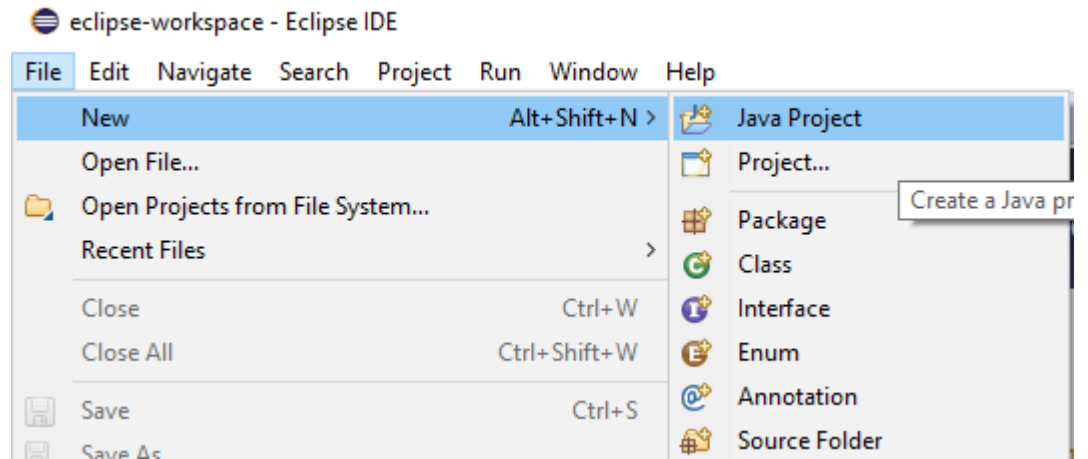 eclipse-workspace - Eclipse IDE
File Edit Navigate Search Project Run Window Help
New Alt+Shift+N >
Open File...
Open Projects from File System...
Recent Files >
Close Ctrl+W
Close All Ctrl+Shift+W
Save Ctrl+S
Save As
Java Project
Project...
Create a Java pr
Package
Class
Interface
Enum
Annotation
Source Folder